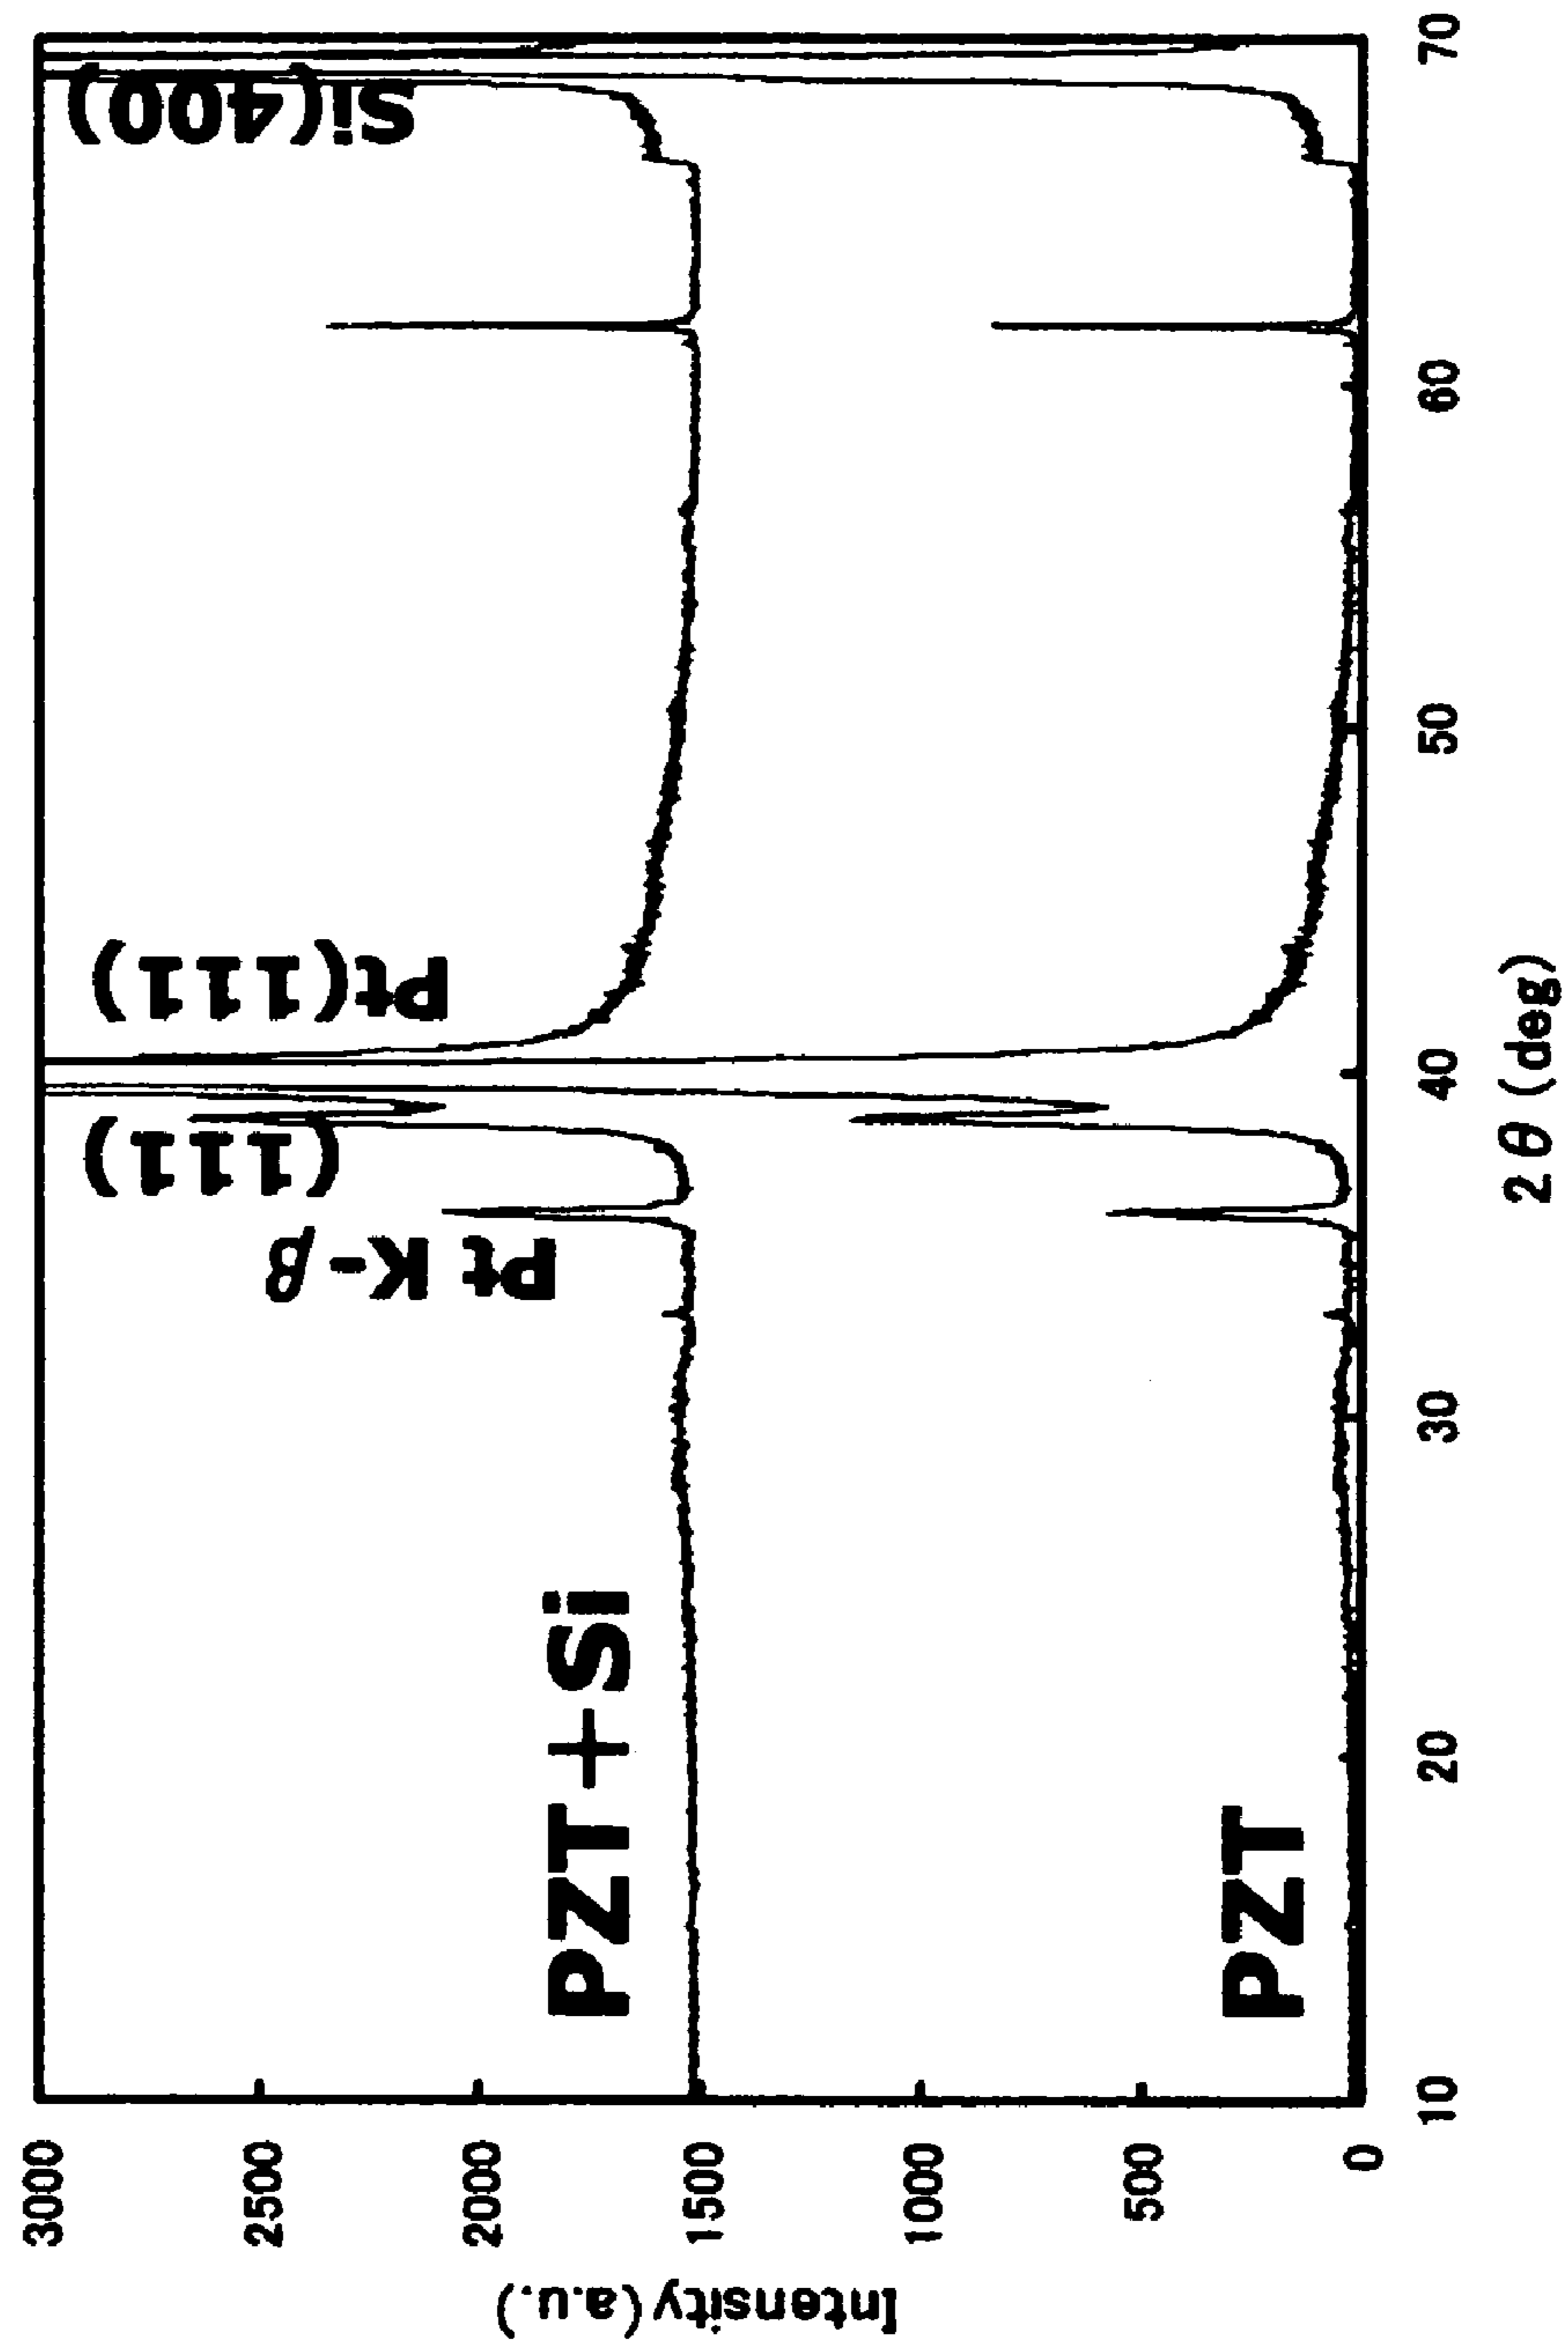 Intensity(a.u.)
3000
2500
2000
1500
1000
500
0
Pt K-β
(111)
Pt(111)
Si(400)
PZT+Si
PZT
10
20
30
40
50
60
70
2θ (deg)